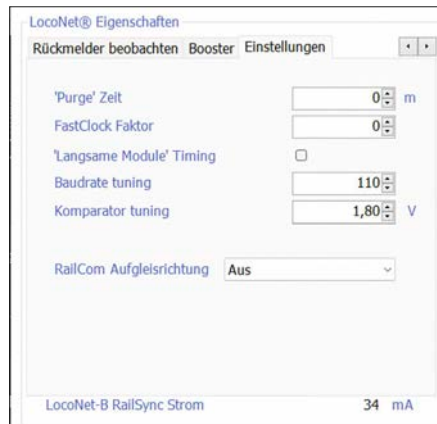 LocoNet® Eigenschaften
Rückmelder beobachten Booster Einstellungen
'Purge' Zeit 0 m
FastClock Faktor 0
'Langsame Module' Timing
Baudrate tuning 110
Komparator tuning 1,80 V
RailCom Aufgleisrichtung Aus
LocoNet-B RailSync Strom 34 mA